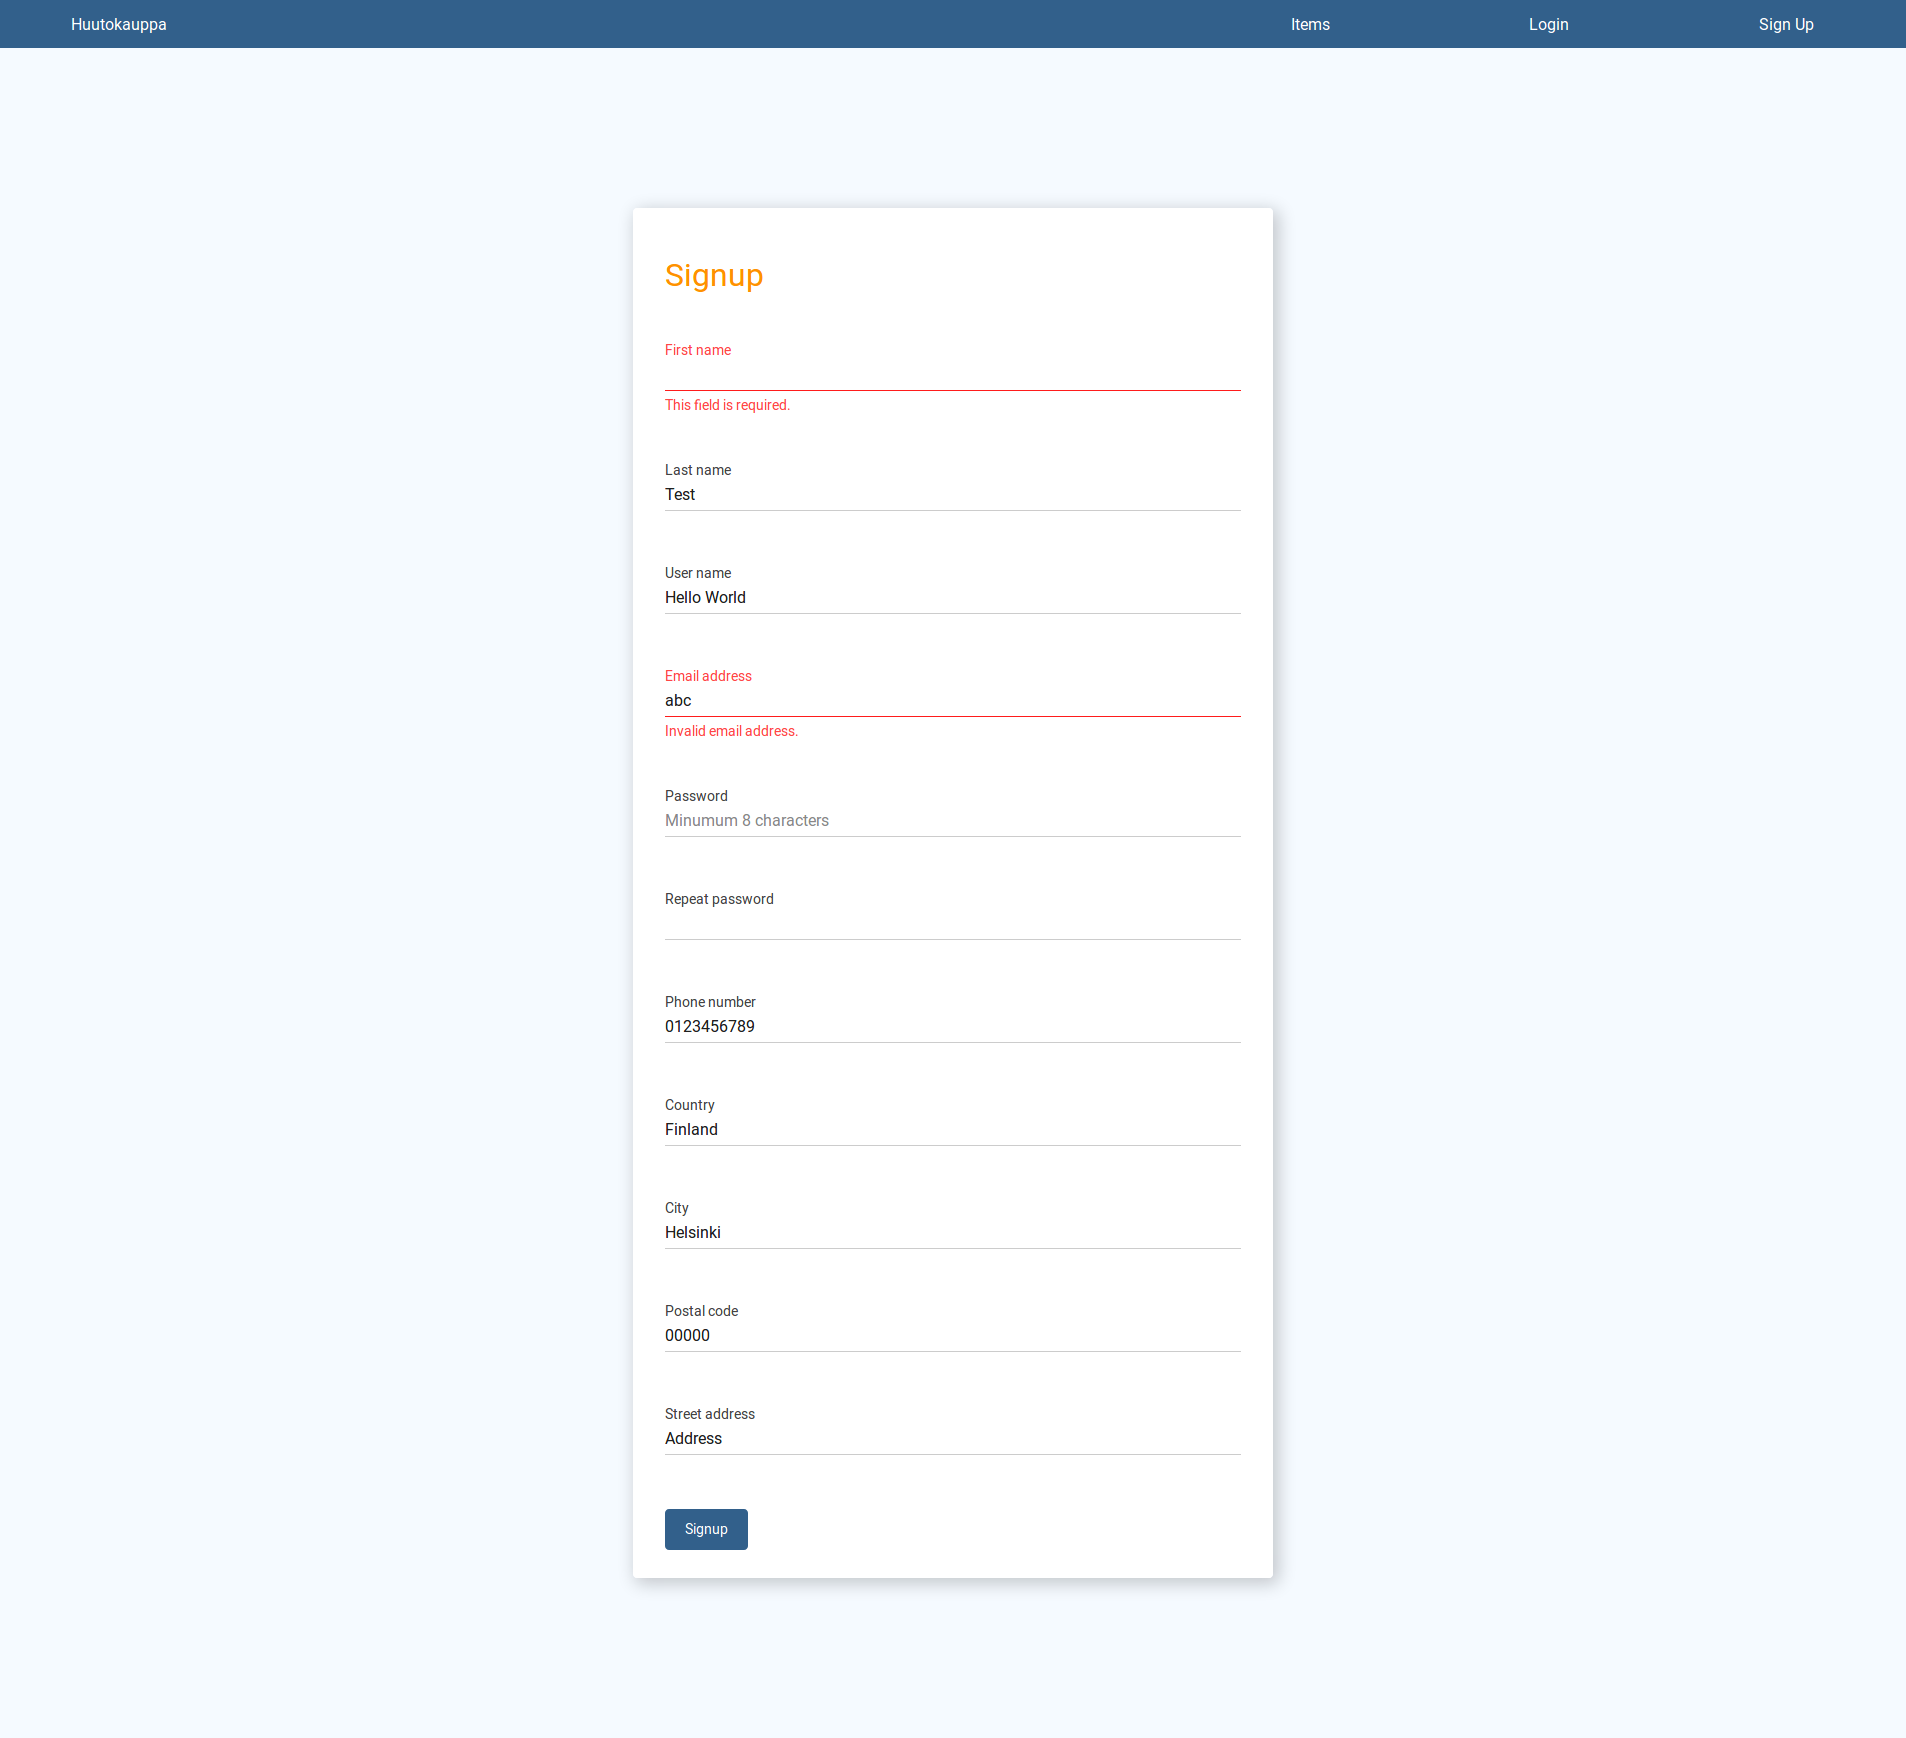 Huutokauppa Items Login Sign Up
Signup
First name
This field is required.
Last name
Test
User name
Hello World
Email address
abc
Invalid email address.
Password
Minumum 8 characters
Repeat password
Phone number
0123456789
Country
Finland
City
Helsinki
Postal code
00000
Street address
Address
Signup